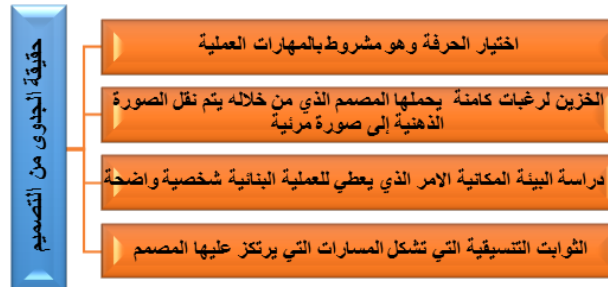 حقيقة الجدوى من التصميم
اختيار الحرفة وهو مشروط بالمهارات العملية
الخزين لرغبات كامنة يحملها المصمم الذي من خلاله يتم نقل الصورة
الذهنية إلى صورة مرئية
دراسة البيئة المكانية الامر الذي يعطي للعملية البنائية شخصية واضحة
الثوابت التنسيقية التي تشكل المسارات التي يرتكز عليها المصمم